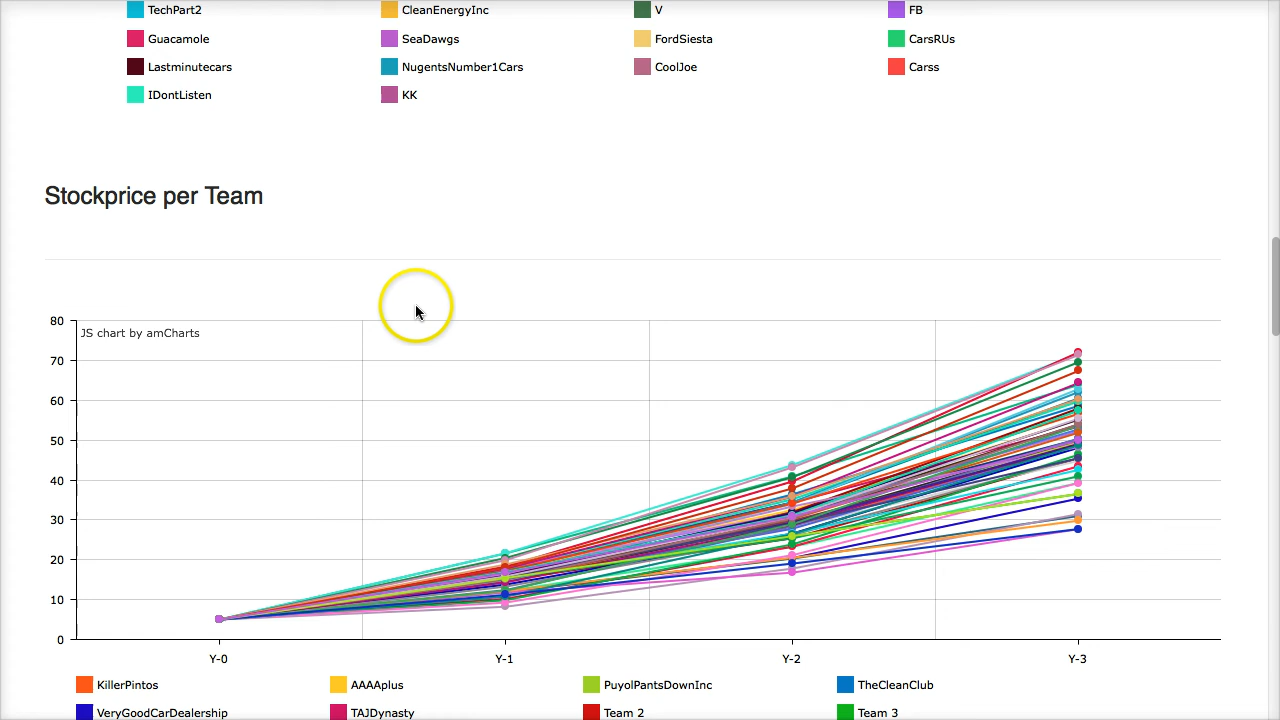 TechPart2 CleanEnergyInc V FB
Guacamole SeaDawgs FordSiesta CarsRUs
Lastminutecars NugentsNumber1Cars CoolJoe Carss
IDontListen KK
Stockprice per Team
80
JS chart by amCharts
70
60
50
40
30
20
10
0
Y-0 Y-1 Y-2 Y-3
KillerPintos AAAAplus PuyolPantsDownInc TheCleanClub
VeryGoodCarDealership TAJDynasty Team 2 Team 3